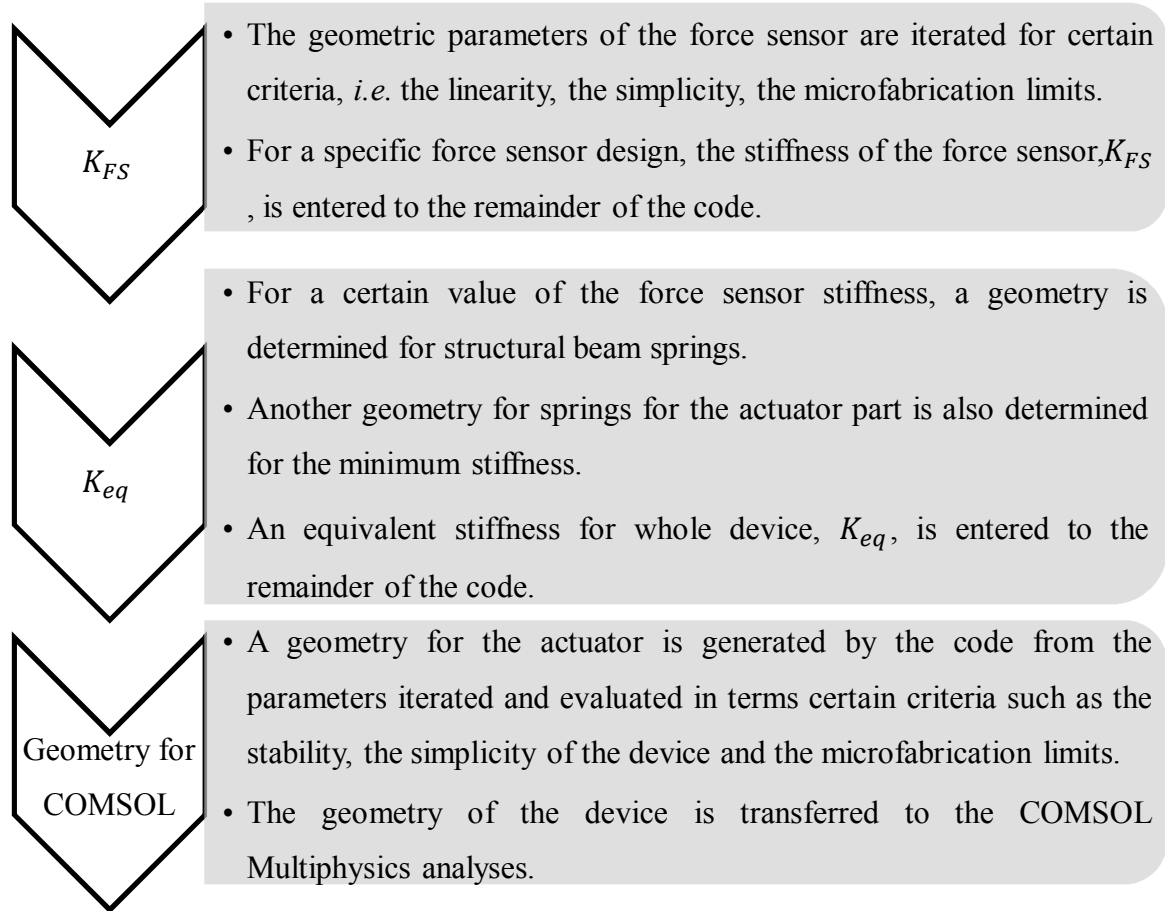 K_FS
• The geometric parameters of the force sensor are iterated for certain
criteria, i.e. the linearity, the simplicity, the microfabrication limits.
• For a specific force sensor design, the stiffness of the force sensor,K_FS
, is entered to the remainder of the code.
K_eq
• For a certain value of the force sensor stiffness, a geometry is
determined for structural beam springs.
• Another geometry for springs for the actuator part is also determined
for the minimum stiffness.
• An equivalent stiffness for whole device, K_eq, is entered to the
remainder of the code.
Geometry for
COMSOL
• A geometry for the actuator is generated by the code from the
parameters iterated and evaluated in terms certain criteria such as the
stability, the simplicity of the device and the microfabrication limits.
• The geometry of the device is transferred to the COMSOL
Multiphysics analyses.